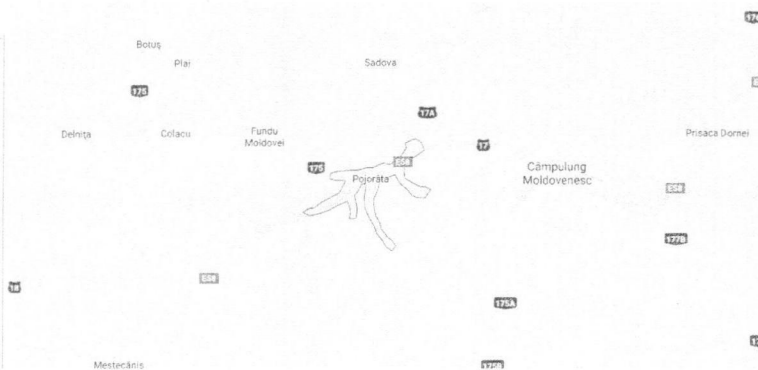 Botuș
Plai
Sadova
175
17A
Delnița
Colacu
Fundu
Moldovei
17
Prisaca Dornei
E58
175
Pojorâta
Câmpulung
Moldovenesc
E58
177B
E58
18
175A
Mestecăniș
175B